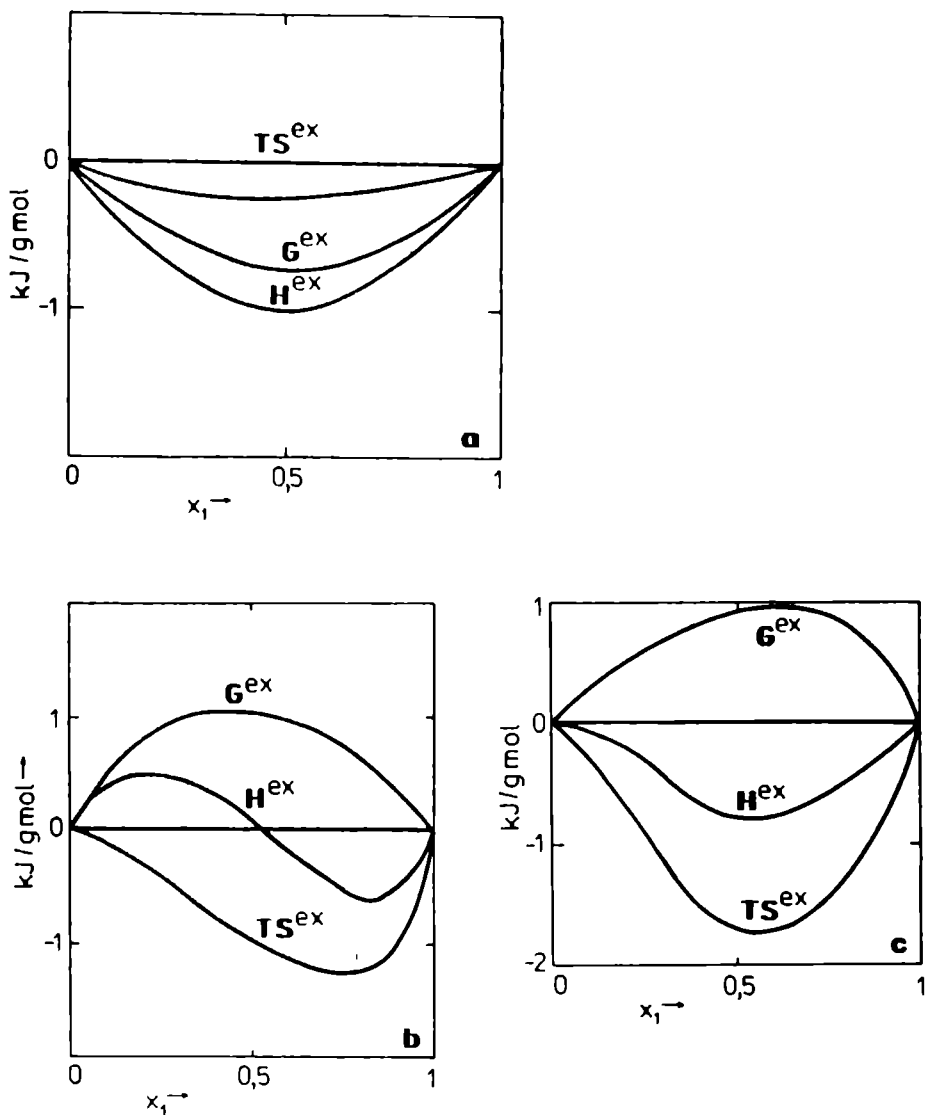 kJ/gmol
0
-1
TS^ex
G^ex
H^ex
a
0
0,5
1
x₁→
kJ/gmol→
1
0
-1
G^ex
H^ex
TS^ex
b
0
0,5
1
x₁→
kJ/gmol
1
0
-1
-2
G^ex
H^ex
TS^ex
c
0
0,5
1
x₁→